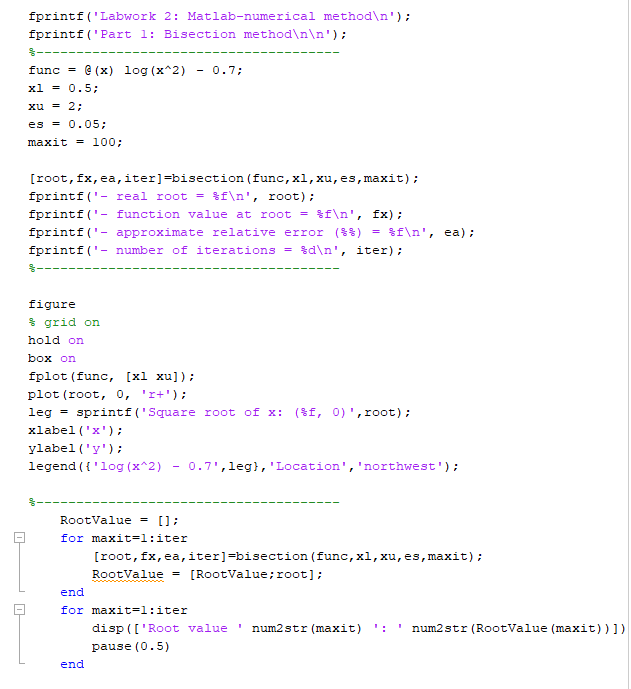 fprintf('Labwork 2: Matlab-numerical method\n');
fprintf('Part 1: Bisection method\n\n');
%--------------------------------------
func = @(x) log(x^2) - 0.7;
xl = 0.5;
xu = 2;
es = 0.05;
maxit = 100;
[root,fx,ea,iter]=bisection(func,xl,xu,es,maxit);
fprintf('- real root = %f\n', root);
fprintf('- function value at root = %f\n', fx);
fprintf('- approximate relative error (%%) = %f\n', ea);
fprintf('- number of iterations = %d\n', iter);
%--------------------------------------
figure
% grid on
hold on
box on
fplot(func, [xl xu]);
plot(root, 0, 'r+');
leg = sprintf('Square root of x: (%f, 0)',root);
xlabel('x');
ylabel('y');
legend({'log(x^2) - 0.7',leg},'Location','northwest');
%--------------------------------------
RootValue = [];
for maxit=1:iter
[root,fx,ea,iter]=bisection(func,xl,xu,es,maxit);
RootValue = [RootValue;root];
end
for maxit=1:iter
disp(['Root value ' num2str(maxit) ': ' num2str(RootValue(maxit))])
pause(0.5)
end